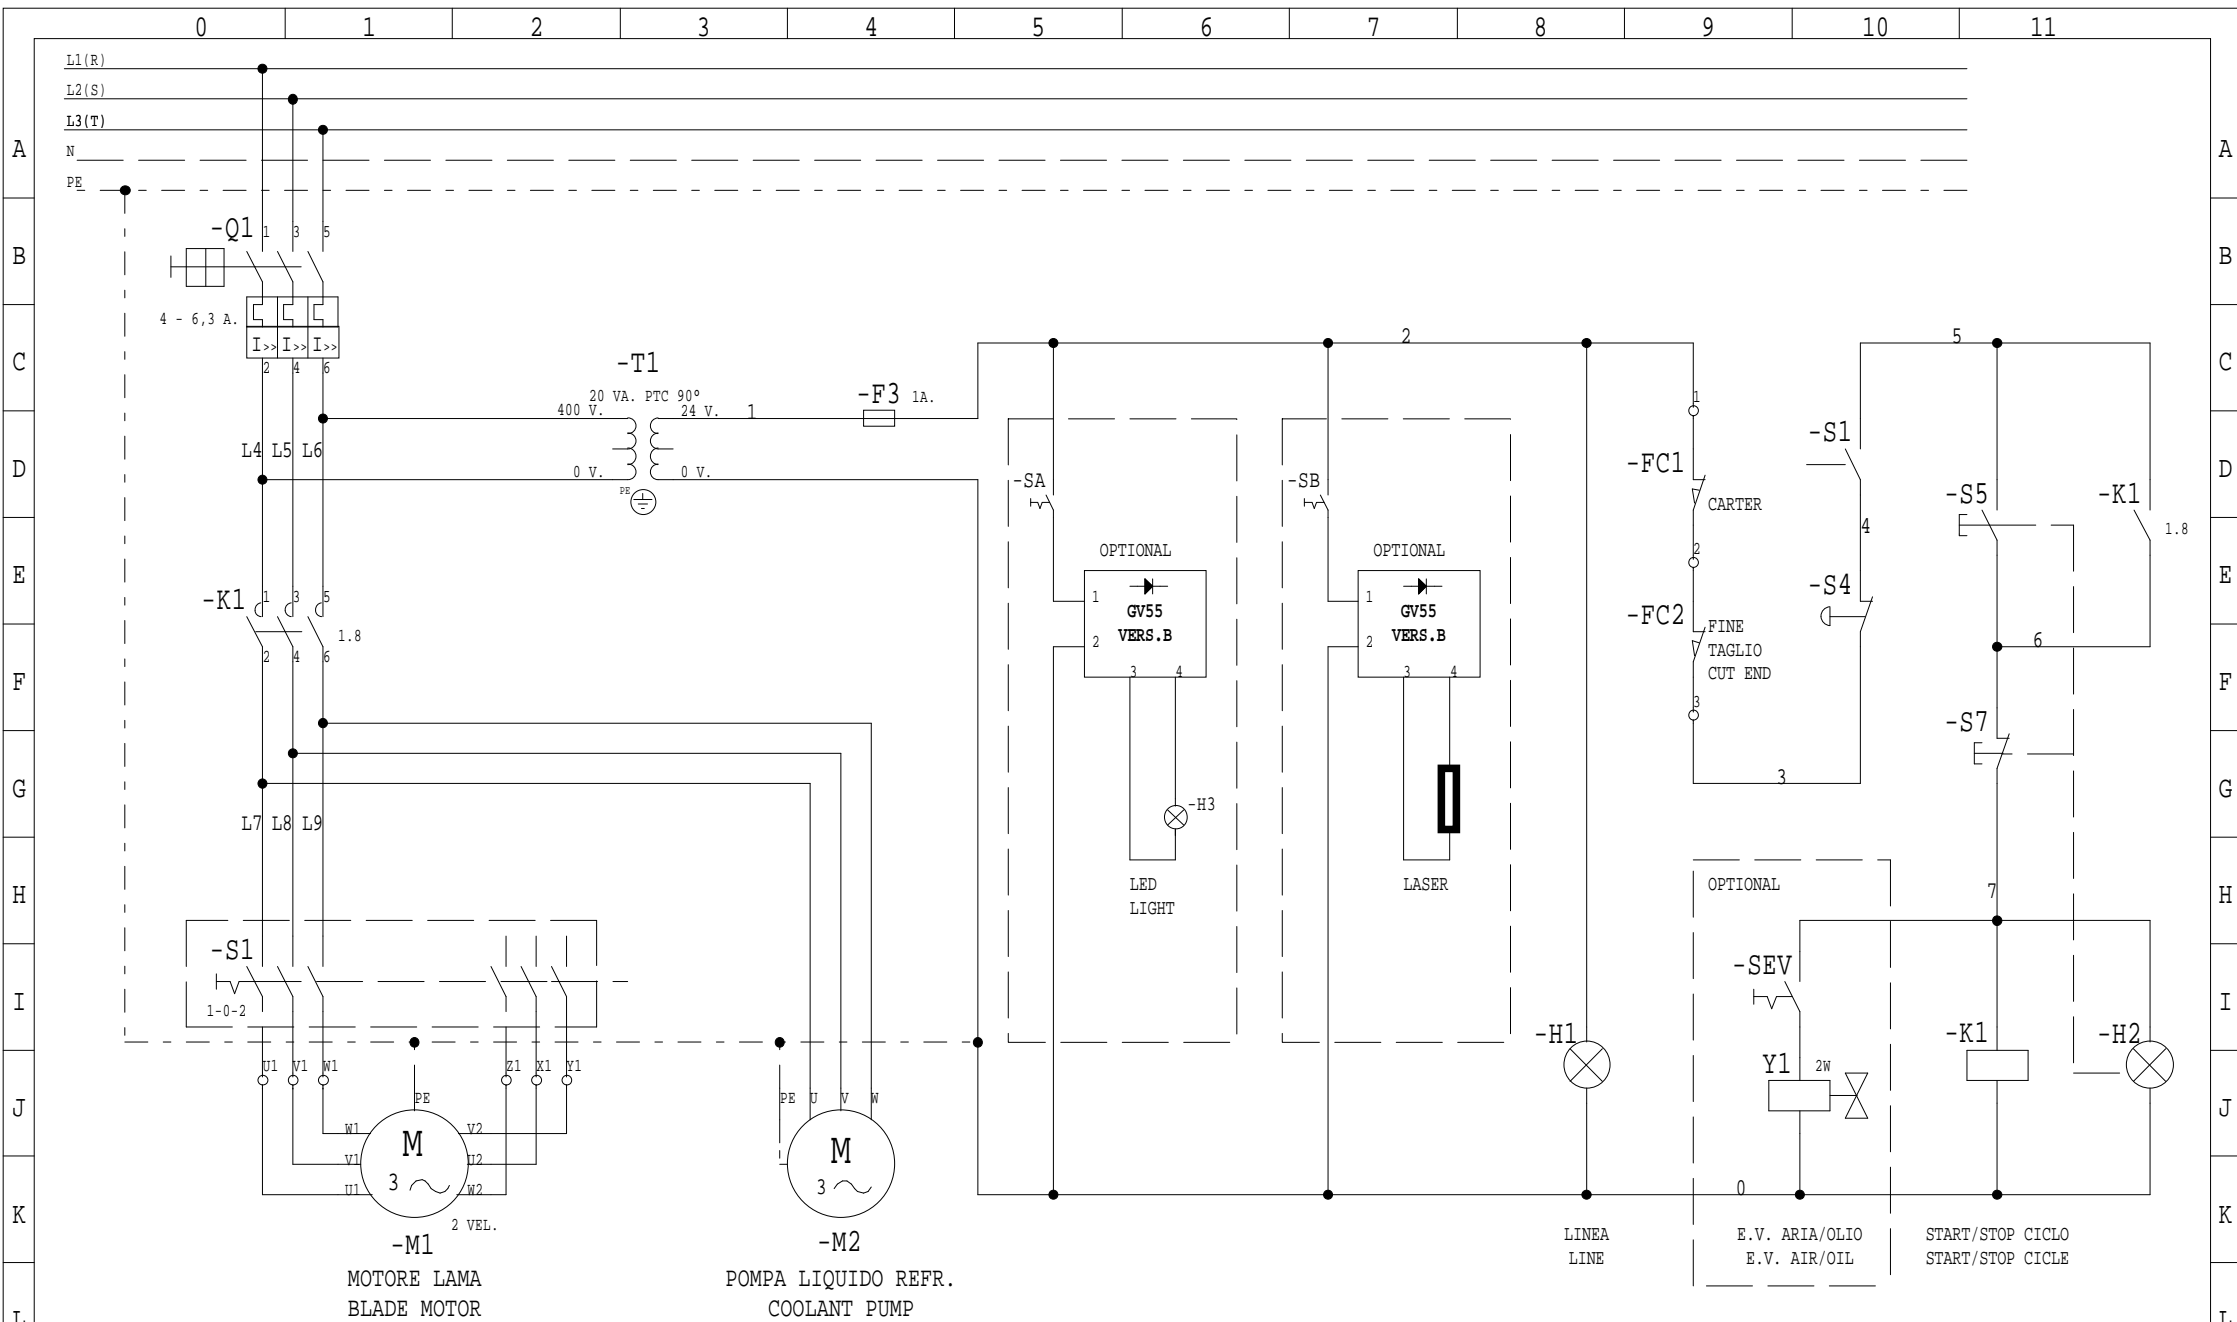 0 1 2 3 4 5 6 7 8 9 10 11
L1(R)
L2(S)
L3(T)
A N A
PE
-Q1 1 3 5
B B
4 - 6,3 A.
I>> I>> I>>
2 4 6
C C
-T1
20 VA. PTC 90°
400 V. 24 V. 1
-F3 1A.
2
5
1
L4 L5 L6
D D
0 V. 0 V.
PE
-SA
-SB
-FC1
CARTER
-S1
-S5
-K1
4
1.8
2
E E
OPTIONAL
1 GV55
2 VERS.B
3 4
OPTIONAL
1 GV55
2 VERS.B
3 4
-K1 1 3 5
1.8
2 4 6
-FC2 FINE
TAGLIO
CUT END
-S4
6
F F
3
-S7
3
G G
L7 L8 L9
-H3
H H
LED
LIGHT
LASER
OPTIONAL
7
-S1
1-0-2
-SEV
I I
-H1
-K1
-H2
U1 V1 W1 Z1 X1 Y1
Y1 2W
PE
PE U V W
J J
W1 M V2
V1 U2
U1 3 W2
M
3
0
K K
2 VEL.
-M1
-M2
LINEA
LINE
E.V. ARIA/OLIO
E.V. AIR/OIL
START/STOP CICLO
START/STOP CICLE
MOTORE LAMA
BLADE MOTOR
POMPA LIQUIDO REFR.
COOLANT PUMP
L L